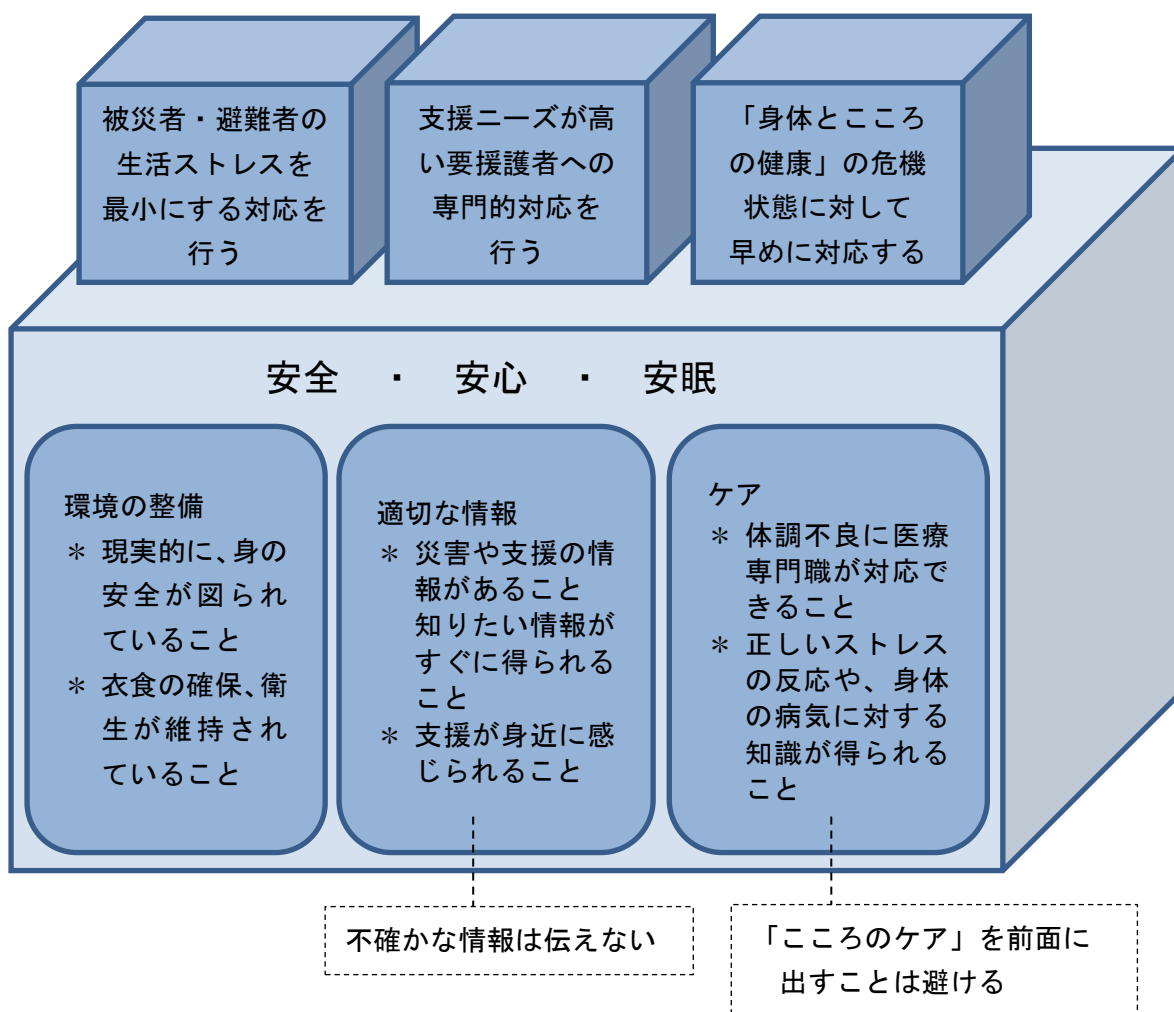 被災者・避難者の
生活ストレスを
最小にする対応を
行う
支援ニーズが高
い要援護者への
専門的対応を
行う
「身体とこころ
の健康」の危機
状態に対して
早めに対応する
安全　・　安心　・　安眠
環境の整備
＊ 現実的に、身の
安全が図られ
ていること
＊ 衣食の確保、衛
生が維持され
ていること
適切な情報
＊ 災害や支援の情
報があること
知りたい情報が
すぐに得られる
こと
＊ 支援が身近に感
じられること
ケア
＊ 体調不良に医療
専門職が対応で
きること
＊ 正しいストレス
の反応や、身体
の病気に対する
知識が得られる
こと
不確かな情報は伝えない
「こころのケア」を前面に
出すことは避ける